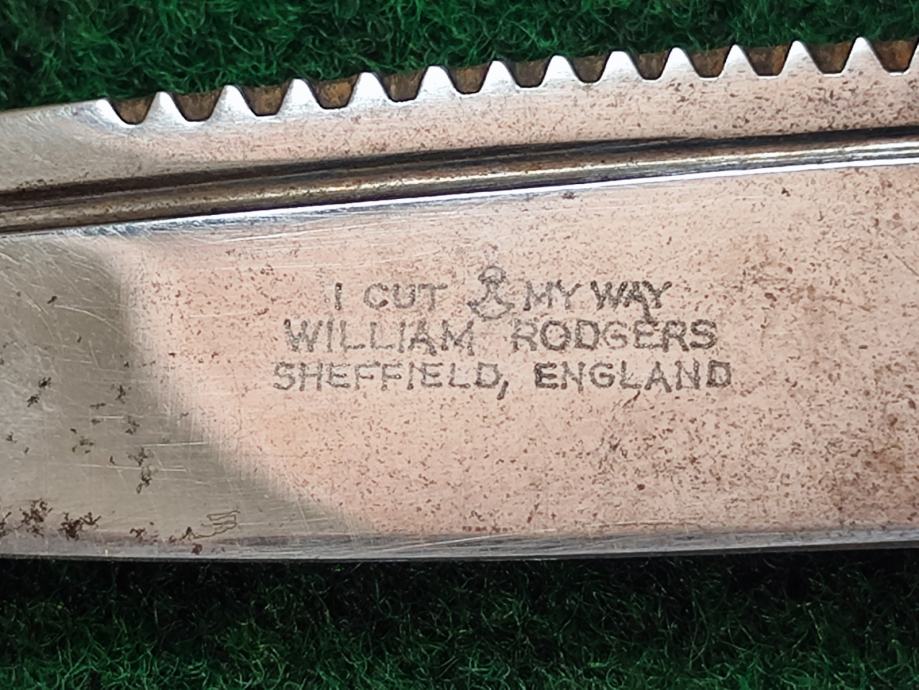 I CUT MY WAY
WILLIAM RODGERS
SHEFFIELD, ENGLAND